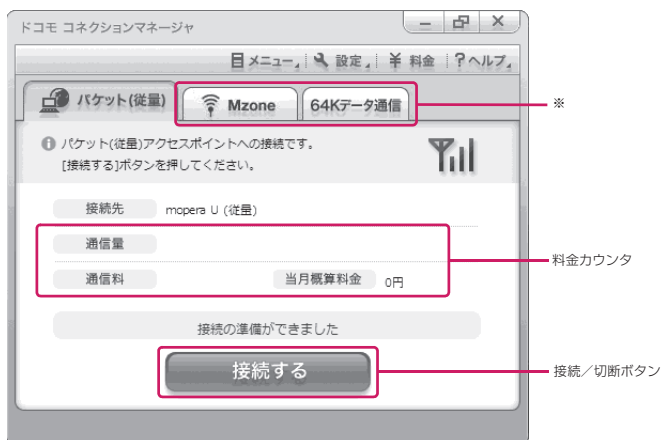 ドコモ コネクションマネージャ
メニュー 設定 ¥ 料金 ? ヘルプ
パケット(従量) Mzone 64Kデータ通信
※
パケット(従量)アクセスポイントへの接続です。
[接続する]ボタンを押してください。
接続先 mopera U (従量)
通信量
料金カウンタ
通信料 当月概算料金 0円
接続の準備ができました
接続する
接続／切断ボタン